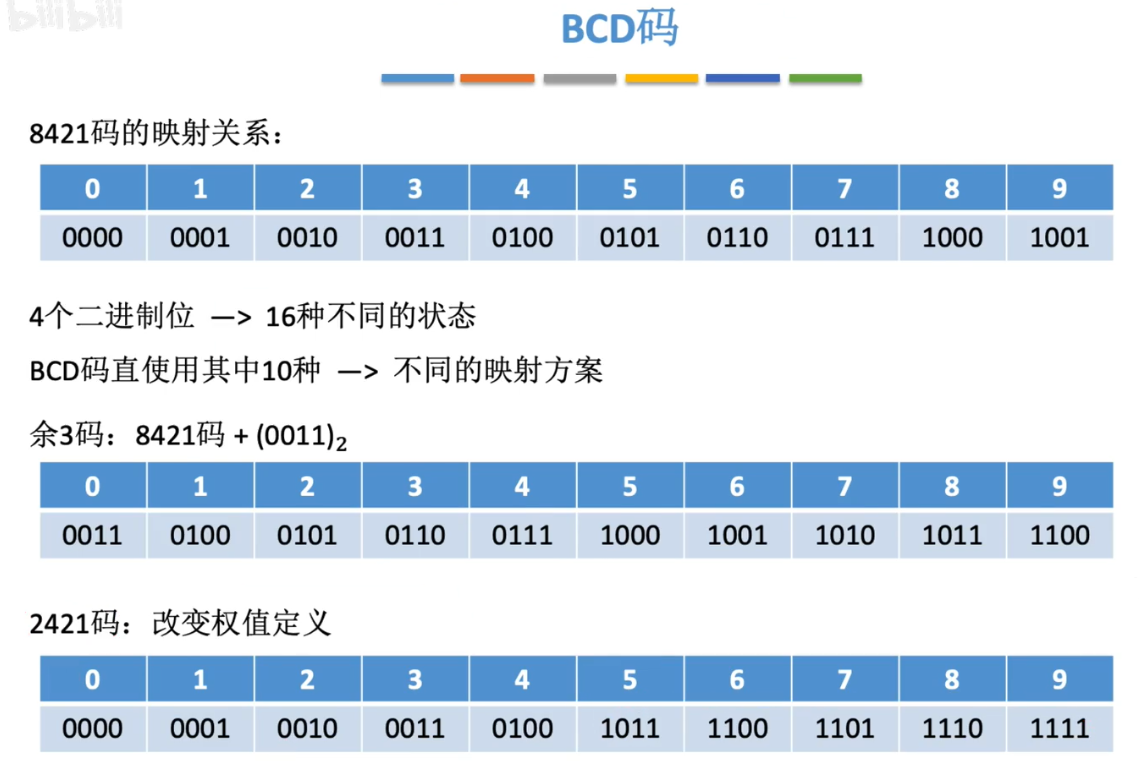 bilibili
BCD码
8421码的映射关系：
0 1 2 3 4 5 6 7 8 9
0000 0001 0010 0011 0100 0101 0110 0111 1000 1001
4个二进制位 —> 16种不同的状态
BCD码直使用其中10种 —> 不同的映射方案
余3码：8421码 + (0011)₂
0 1 2 3 4 5 6 7 8 9
0011 0100 0101 0110 0111 1000 1001 1010 1011 1100
2421码：改变权值定义
0 1 2 3 4 5 6 7 8 9
0000 0001 0010 0011 0100 1011 1100 1101 1110 1111